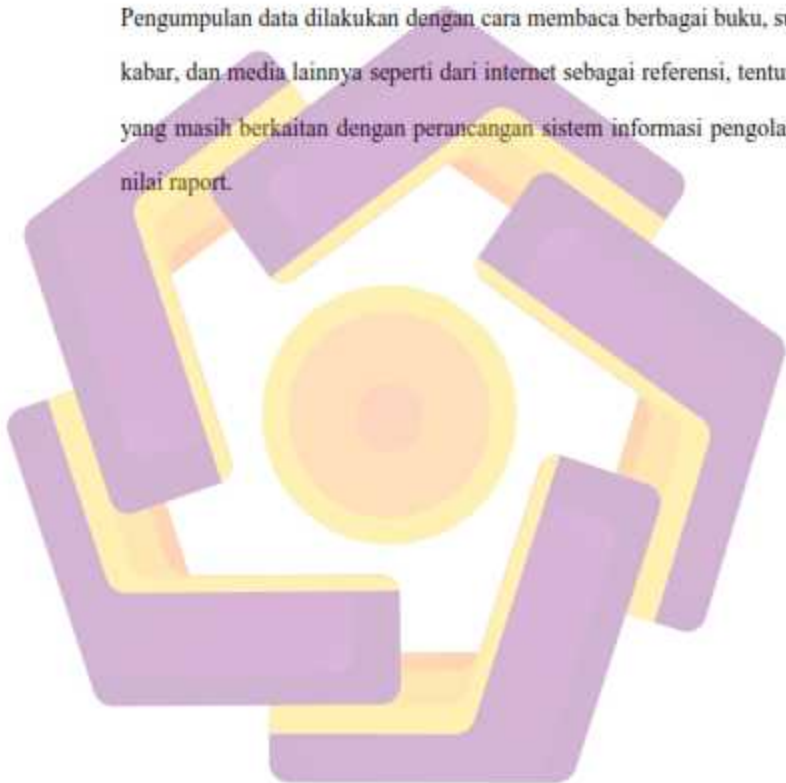 Pengumpulan data dilakukan dengan cara membaca berbagai buku,
kabar, dan media lainnya seperti dari internet sebagai referensi,
yang masih berkaitan dengan perancangan sistem informasi
nilai raport.